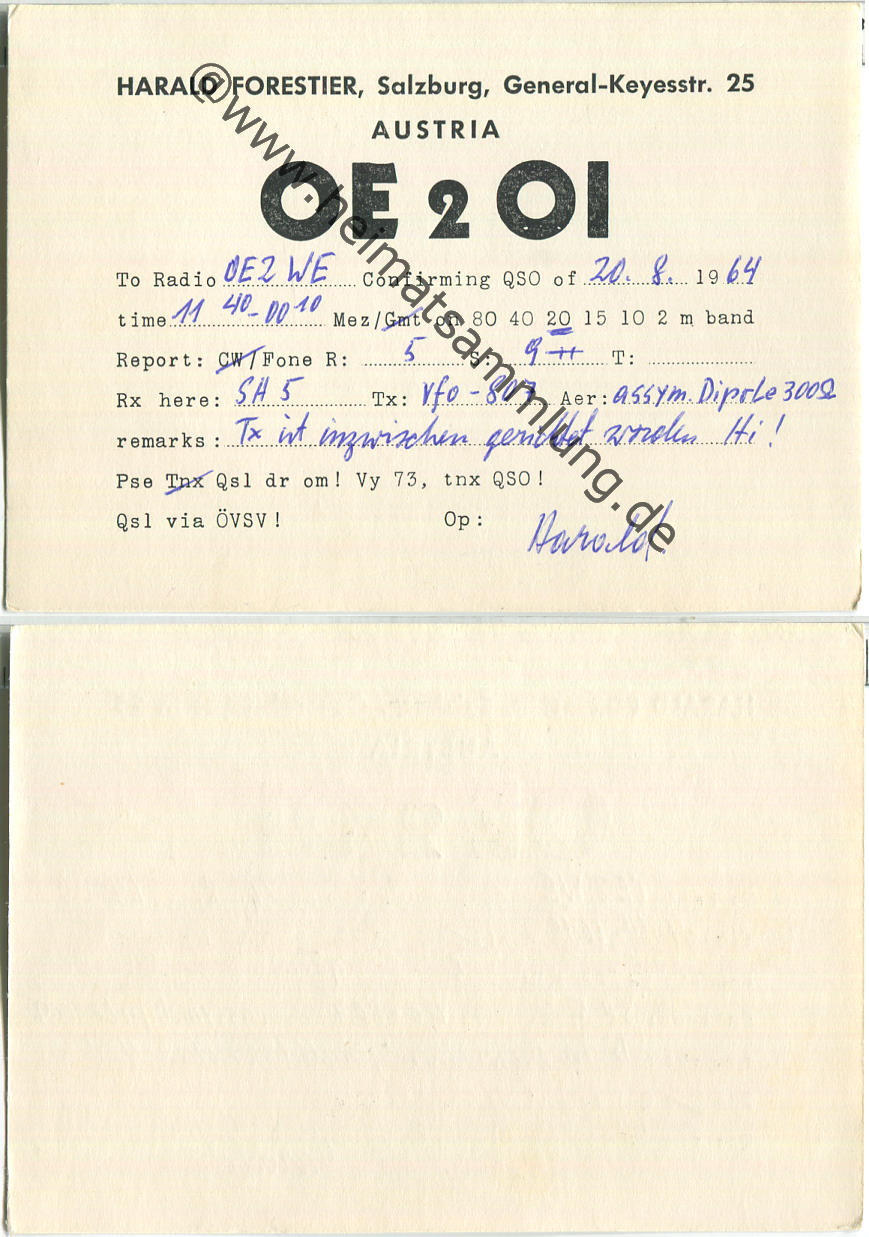 HARALD FORESTIER, Salzburg, General-Keyesstr. 25
AUSTRIA
OE 2 OI
To Radio OE2 WE Confirming QSO of 20. 8. 1964
time 11 40 - 00 10 Mez/Gmt on 80 40 20 15 10 2 m band
Report: CW/Fone R: 5 S: 9 ++ T:
Rx here: SH 5 Tx: Vfo - 807 Aer: assym. Dipole 300Ω
remarks: Tx ist inzwischen gerichtet worden Hi!
Pse Tnx Qsl dr om! Vy 73, tnx QSO!
Qsl via ÖVSV! Op: Harald.
@www.heimatsammlung.de